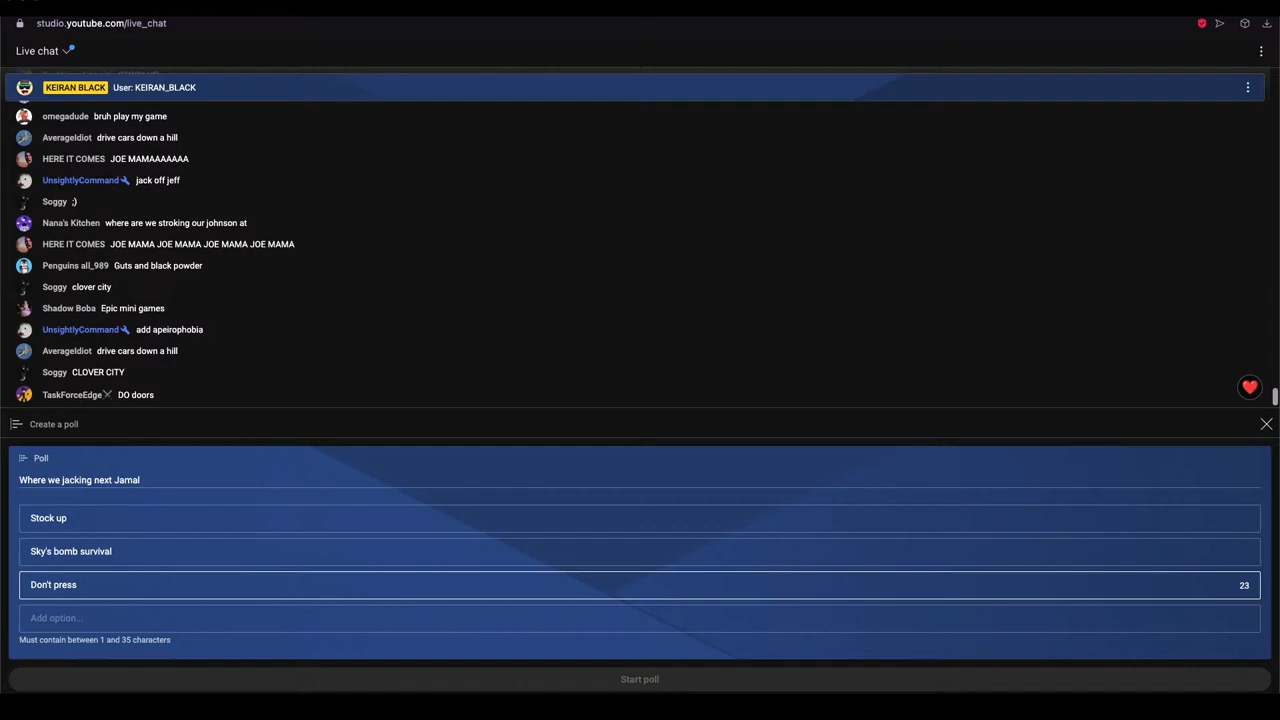 studio.youtube.com/live_chat
Live chat
KEIRAN BLACK User: KEIRAN_BLACK
omegadude bruh play my game
AverageIdiot drive cars down a hill
HERE IT COMES JOE MAMAAAAAAA
UnsightlyCommand jack off jeff
Soggy ;)
Nana's Kitchen where are we stroking our johnson at
HERE IT COMES JOE MAMA JOE MAMA JOE MAMA JOE MAMA
Penguins all_989 Guts and black powder
Soggy clover city
Shadow Boba Epic mini games
UnsightlyCommand add apeirophobia
AverageIdiot drive cars down a hill
Soggy CLOVER CITY
TaskForceEdge DO doors
Create a poll
Poll
Where we jacking next Jamal
Stock up
Sky's bomb survival
Don't press 23
Add option...
Must contain between 1 and 35 characters
Start poll